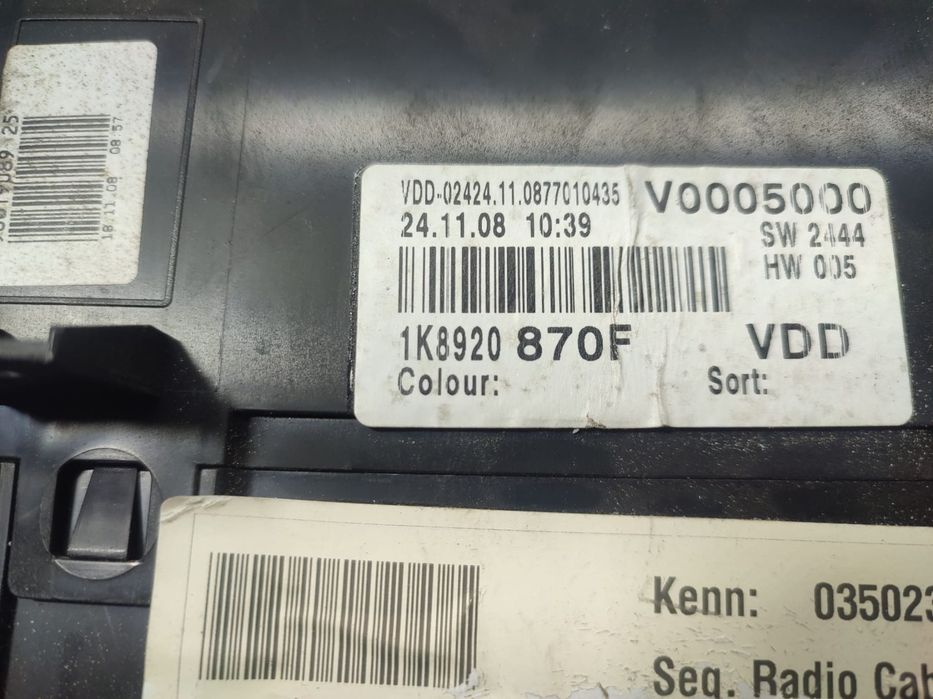 VDD-02424.11.0877010435
V0005000
24.11.08 10:39
SW 2444
HW 005
1K8920 870F VDD
Colour: Sort:
18.11.08 08:57
Kenn: 035023
Seq. Radio